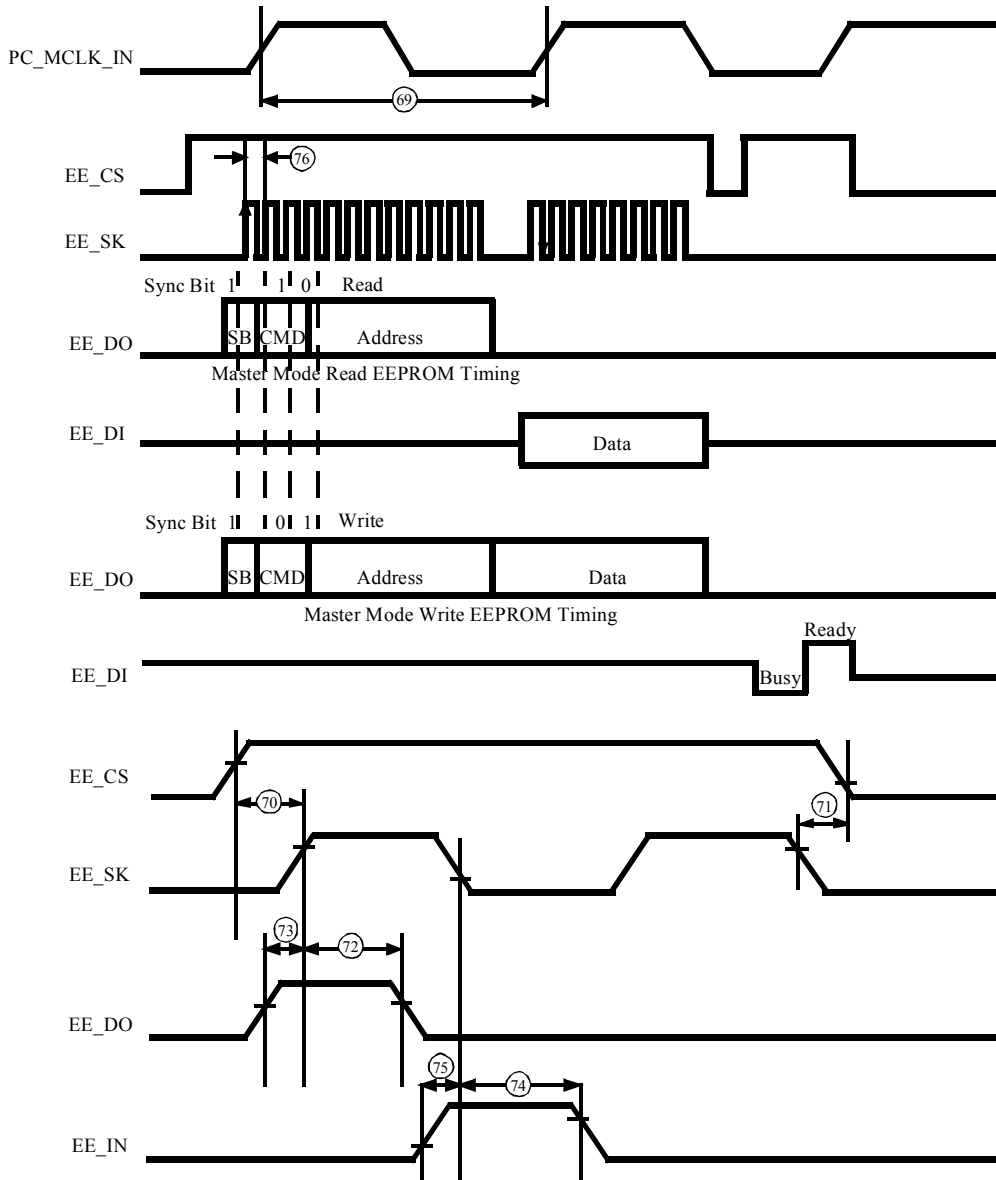 PC_MCLK_IN
69
EE_CS
76
EE_SK
Sync Bit 1 1 0 Read
EE_DO
SB CMD Address
Master Mode Read EEPROM Timing
EE_DI
Data
Sync Bit 1 0 1 Write
EE_DO
SB CMD Address Data
Master Mode Write EEPROM Timing
Ready
EE_DI
Busy
EE_CS
70
71
EE_SK
73
72
EE_DO
75
74
EE_IN